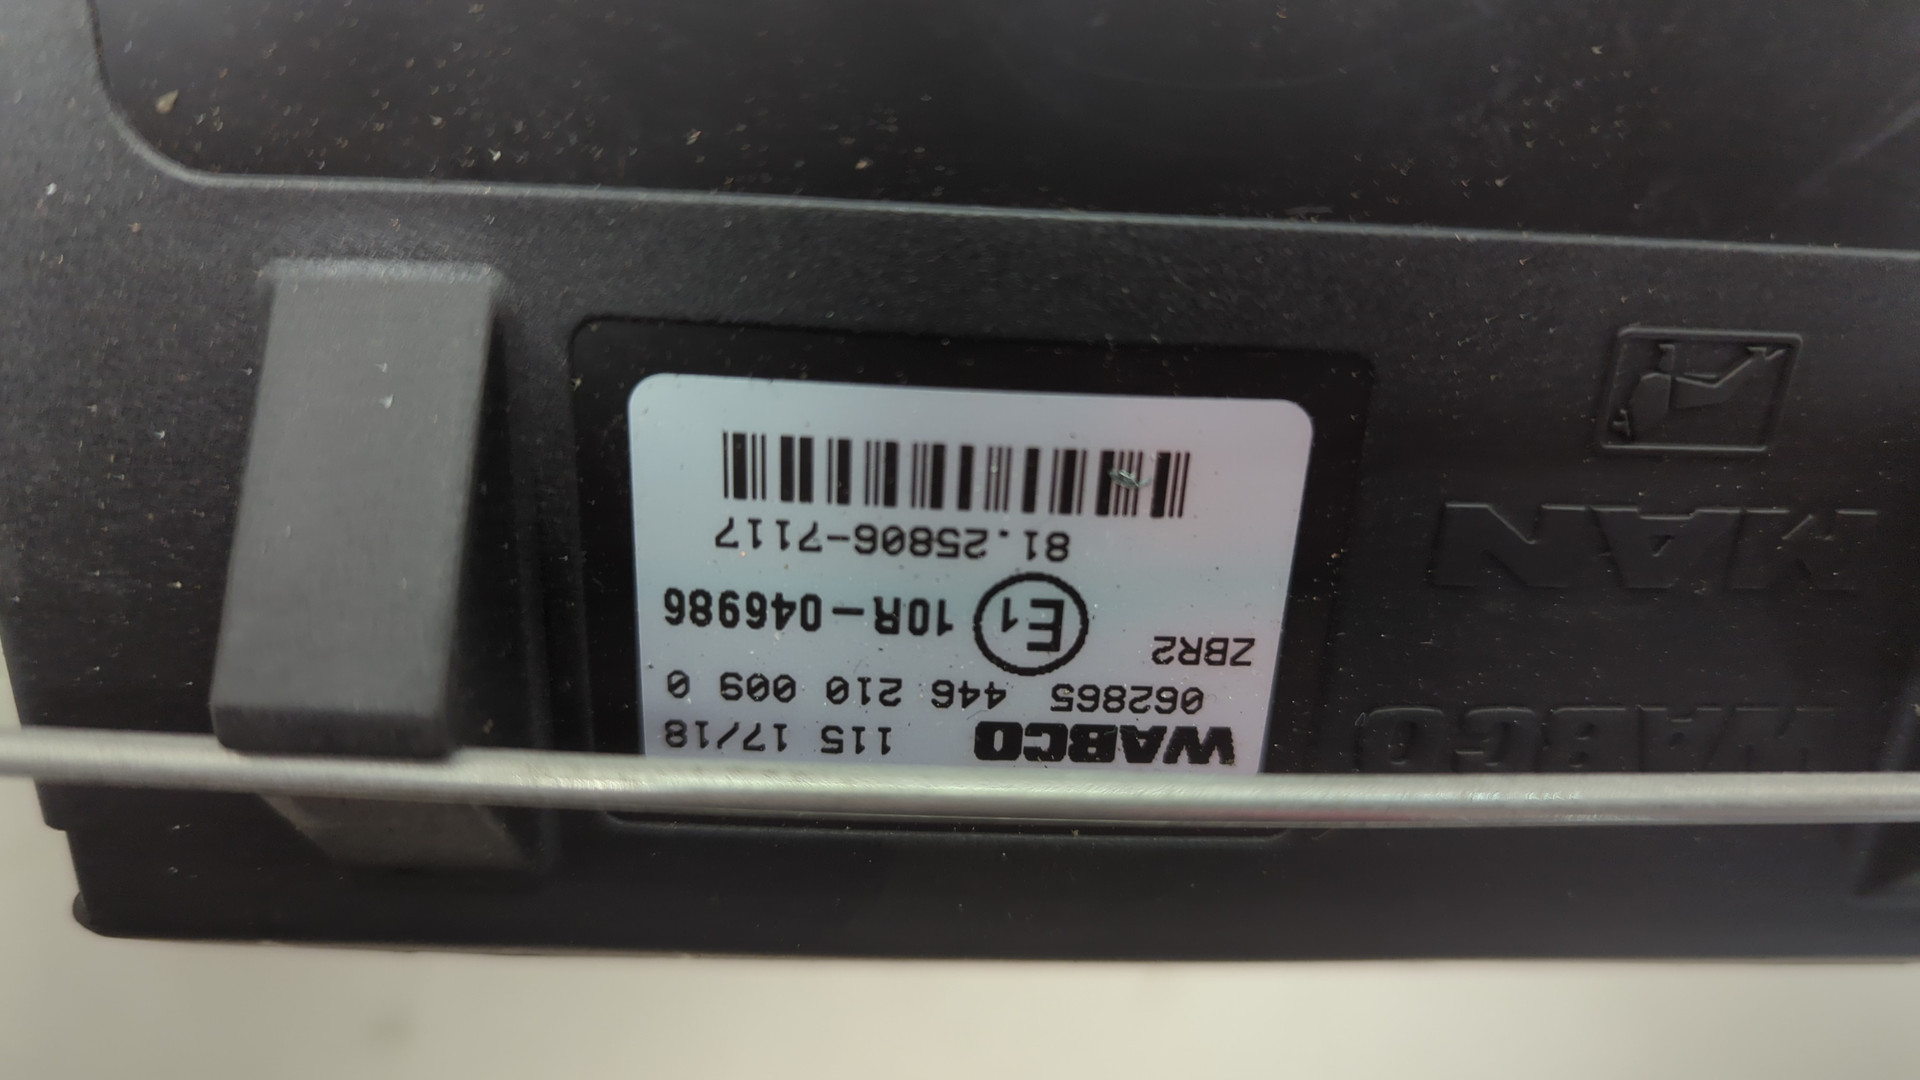 WABCO 115 17/18
062865 446 210 009 0
ZBR2 E1 10R-046986
81.25806-7117
WABCO
MAN